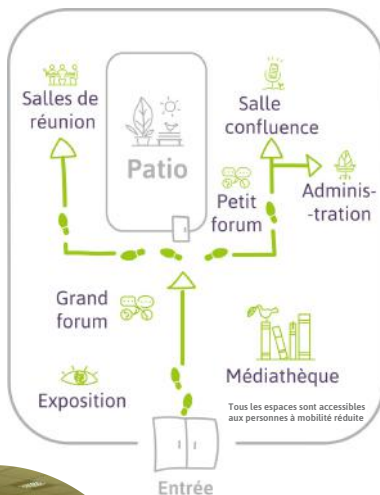 Salles de
réunion
Patio
Salle
confluence
Petit
forum
Adminis-
-tration
Grand
forum
Exposition
Médiathèque
Tous les espaces sont accessibles
aux personnes à mobilité réduite
Entrée